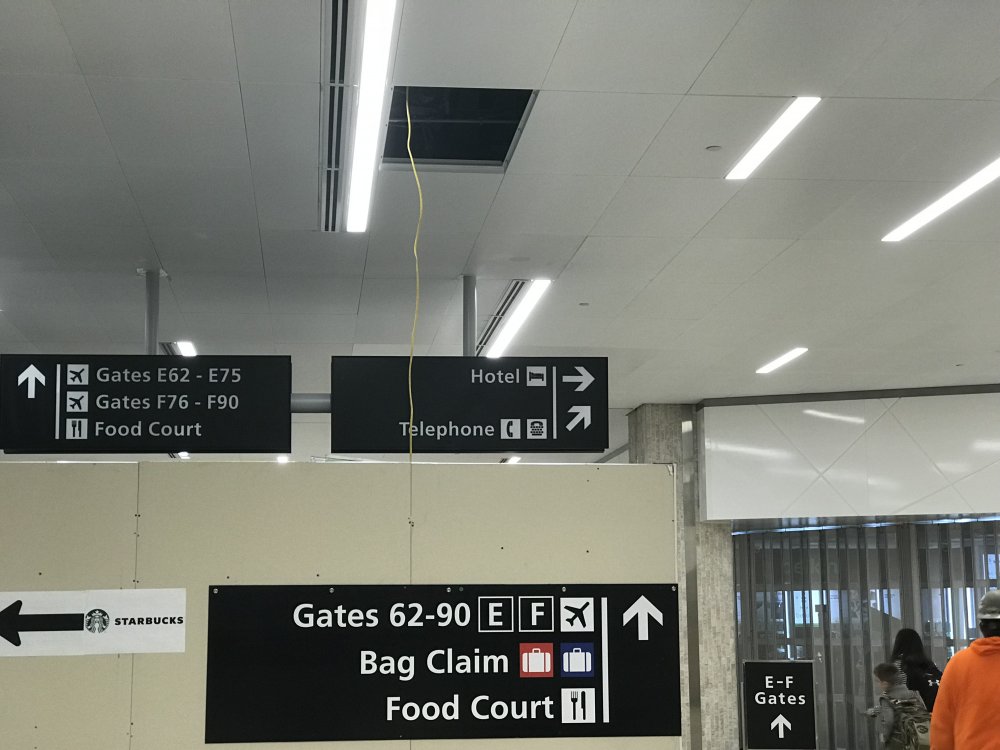 Gates E62 - E75
Gates F76 - F90
Food Court
Hotel
Telephone
STARBUCKS
Gates 62-90 E F
Bag Claim
Food Court
E-F
Gates